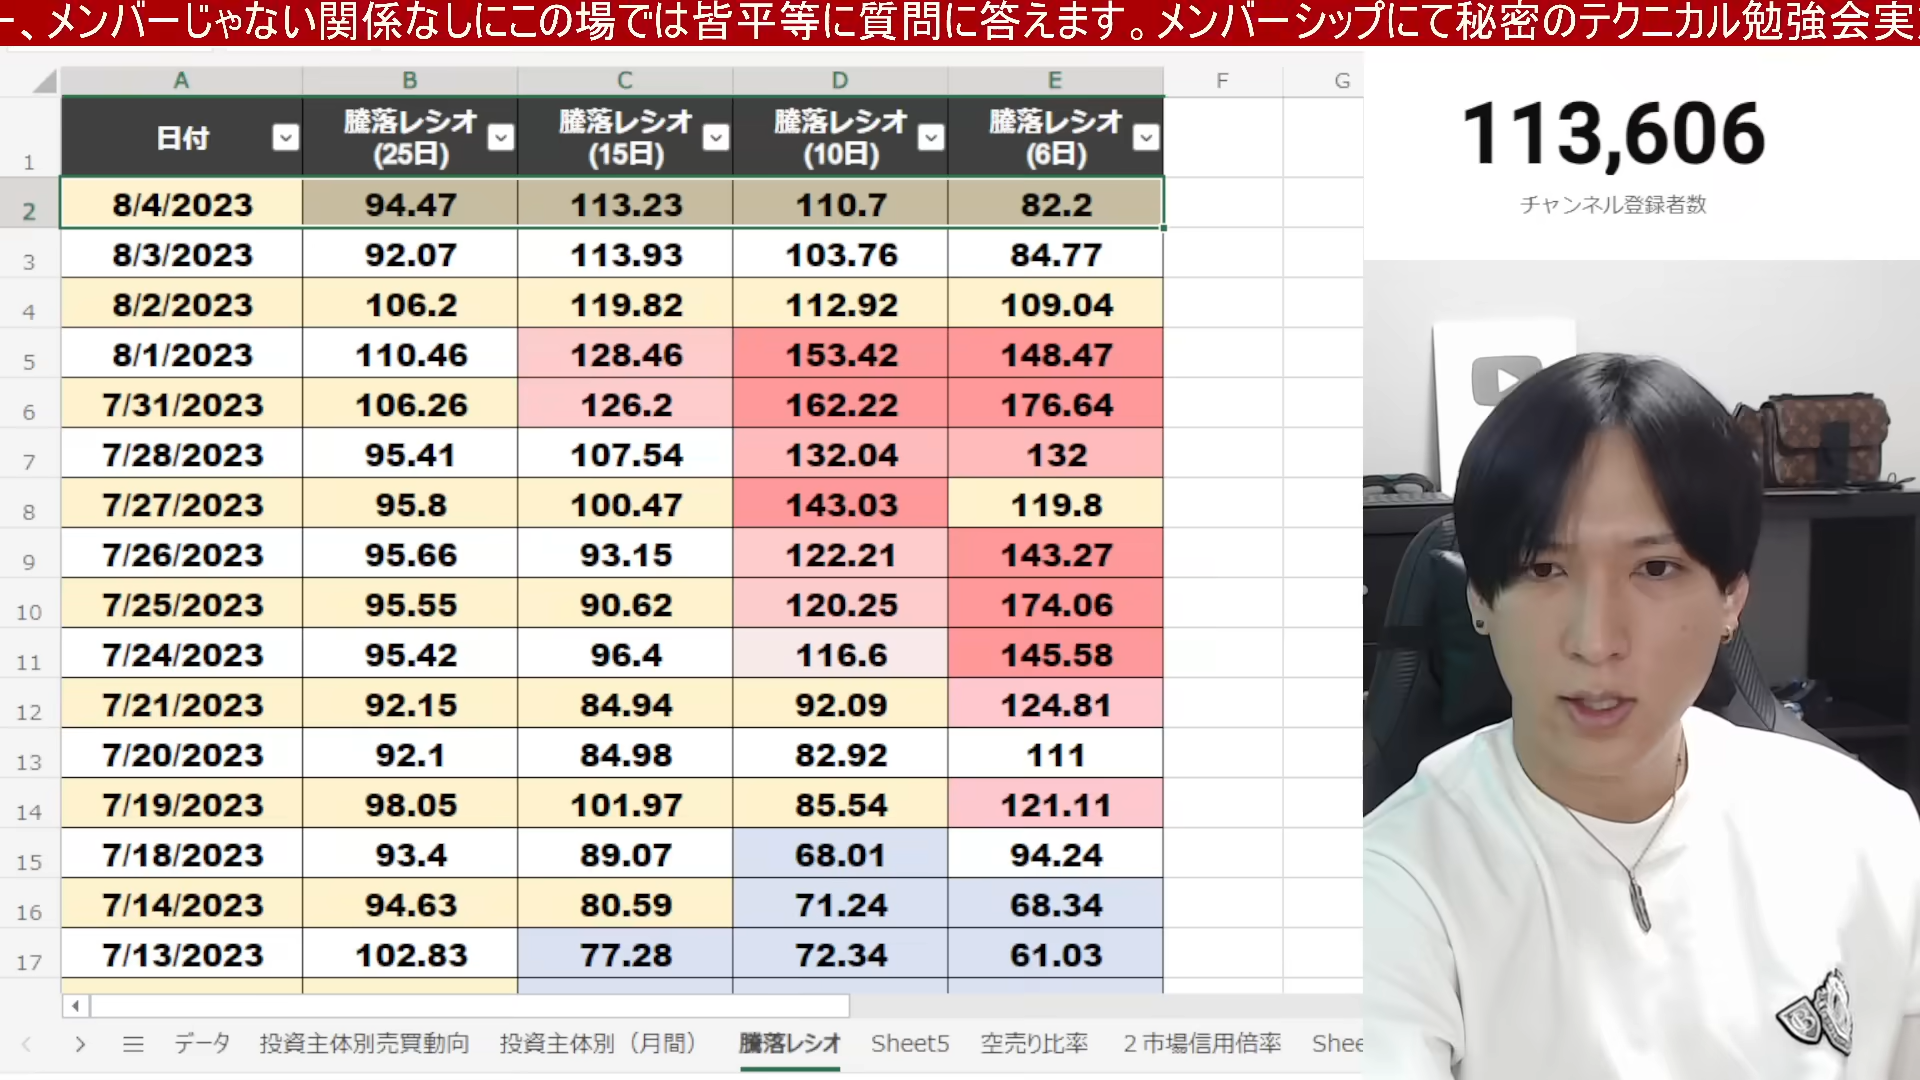 ー、メンバーじゃない関係なしにこの場では皆平等に質問に答えます。メンバーシップにて秘密のテクニカル勉強会実
A B C D E F G
1 日付 騰落レシオ(25日) 騰落レシオ(15日) 騰落レシオ(10日) 騰落レシオ(6日)
2 8/4/2023 94.47 113.23 110.7 82.2
3 8/3/2023 92.07 113.93 103.76 84.77
4 8/2/2023 106.2 119.82 112.92 109.04
5 8/1/2023 110.46 128.46 153.42 148.47
6 7/31/2023 106.26 126.2 162.22 176.64
7 7/28/2023 95.41 107.54 132.04 132
8 7/27/2023 95.8 100.47 143.03 119.8
9 7/26/2023 95.66 93.15 122.21 143.27
10 7/25/2023 95.55 90.62 120.25 174.06
11 7/24/2023 95.42 96.4 116.6 145.58
12 7/21/2023 92.15 84.94 92.09 124.81
13 7/20/2023 92.1 84.98 82.92 111
14 7/19/2023 98.05 101.97 85.54 121.11
15 7/18/2023 93.4 89.07 68.01 94.24
16 7/14/2023 94.63 80.59 71.24 68.34
17 7/13/2023 102.83 77.28 72.34 61.03
データ 投資主体別売買動向 投資主体別（月間） 騰落レシオ Sheet5 空売り比率 2市場信用倍率 Shee
113,606
チャンネル登録者数